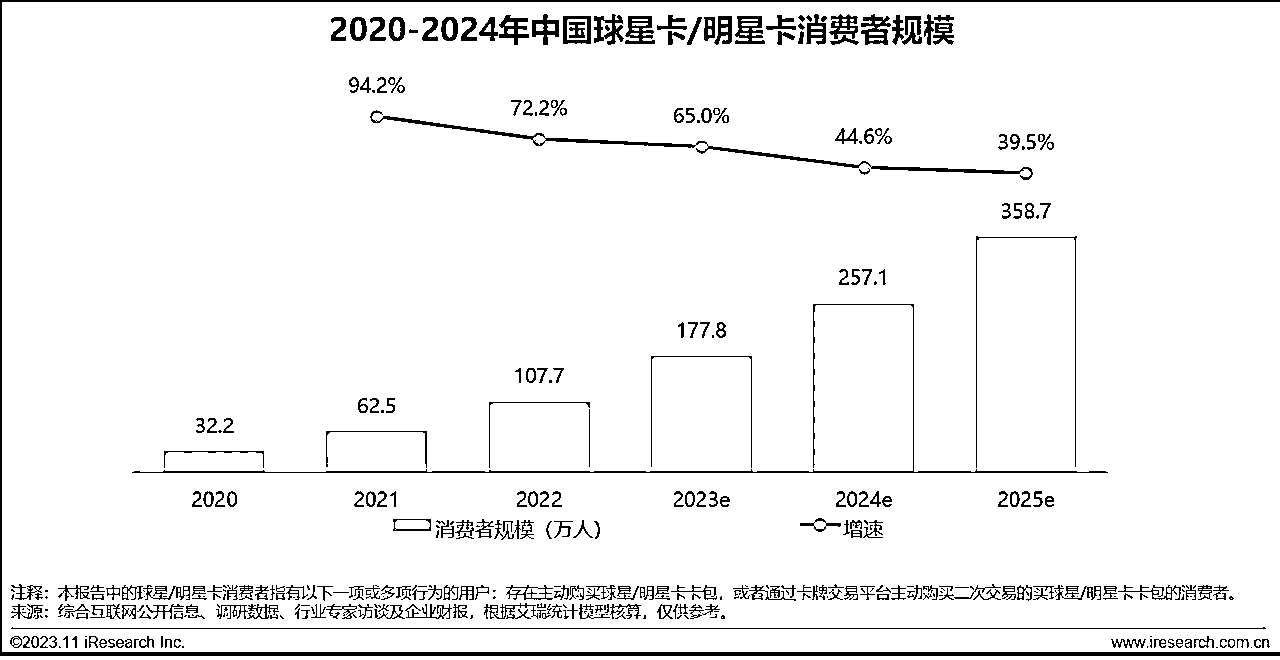 2020-2024年中国球星卡/明星卡消费者规模
94.2%
72.2%
65.0%
44.6%
39.5%
358.7
257.1
177.8
107.7
62.5
32.2
2020 2021 2022 2023e 2024e 2025e
消费者规模（万人） 增速
注释：本报告中的球星/明星卡消费者指有以下一项或多项行为的用户：存在主动购买球星/明星卡卡包，或者通过卡牌交易平台主动购买二次交易的买球星/明星卡卡包的消费者。
来源：综合互联网公开信息、调研数据、行业专家访谈及企业财报，根据艾瑞统计模型核算，仅供参考。
©2023.11 iResearch Inc. www.iresearch.com.cn